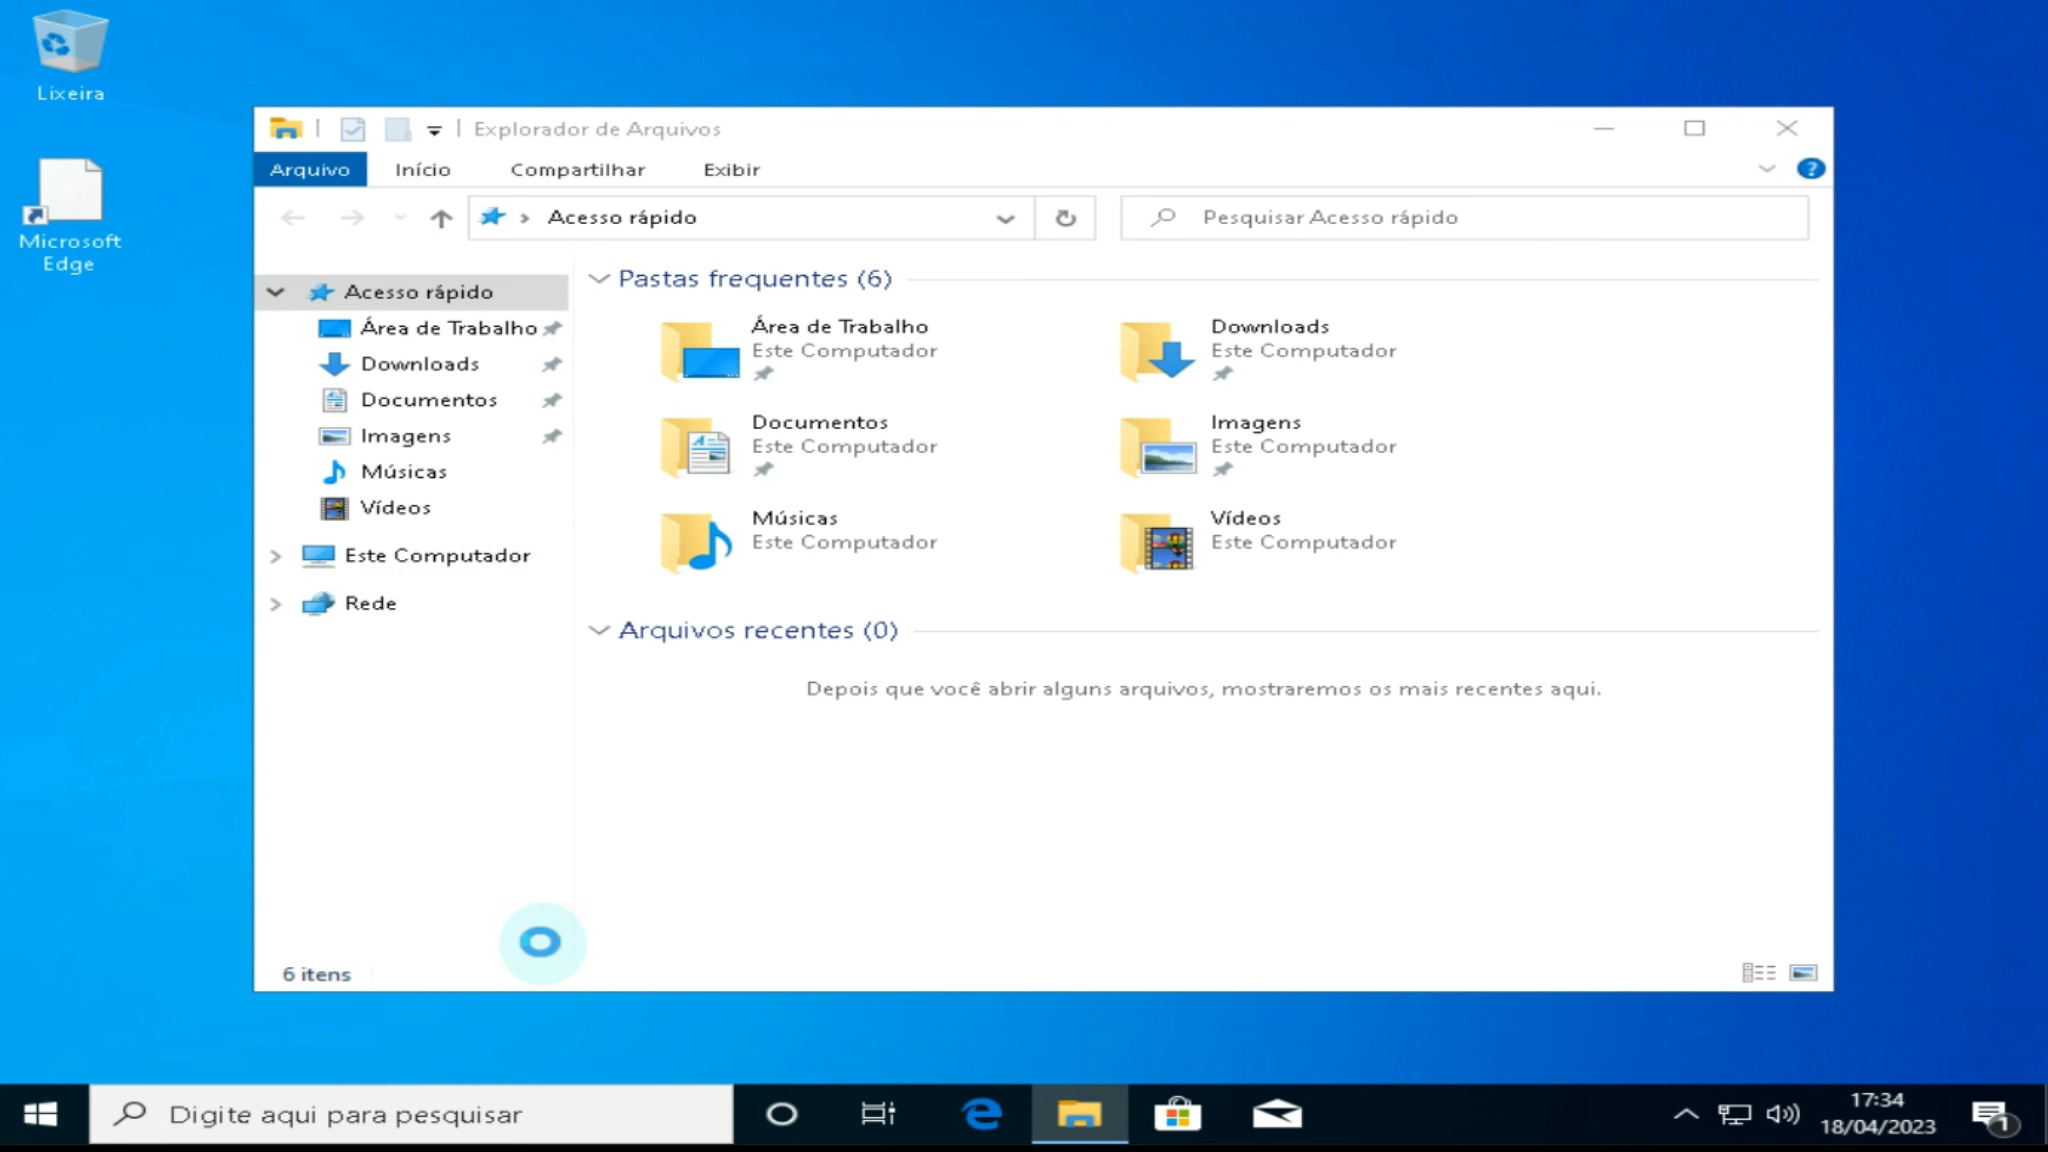 Lixeira
Microsoft
Edge
Explorador de Arquivos
Arquivo
Início
Compartilhar
Exibir
?
Acesso rápido
Pesquisar Acesso rápido
Acesso rápido
Área de Trabalho
Downloads
Documentos
Imagens
Músicas
Vídeos
Este Computador
Rede
Pastas frequentes (6)
Área de Trabalho
Este Computador
Downloads
Este Computador
Documentos
Este Computador
Imagens
Este Computador
Músicas
Este Computador
Vídeos
Este Computador
Arquivos recentes (0)
Depois que você abrir alguns arquivos, mostraremos os mais recentes aqui.
6 itens
Digite aqui para pesquisar
17:34
18/04/2023
1